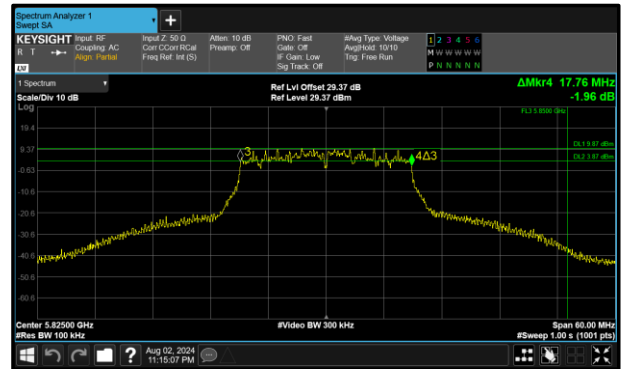 Spectrum Analyzer 1
Swept SA
+
KEYSIGHT Input: RF Input Z: 50 Ω Atten: 10 dB PNO: Fast #Avg Type: Voltage 1 2 3 4 5 6
R T Coupling: AC Corr CCorr RCal Preamp: Off Gate: Off Avg|Hold: 10/10 M W W W W W
Align: Partial Freq Ref: Int (S) IF Gain: Low Trig: Free Run
Sig Track: Off P N N N N N
LXI
1 Spectrum Ref Lvl Offset 29.37 dB ΔMkr4 17.76 MHz
Scale/Div 10 dB Ref Level 29.37 dBm -1.96 dB
Log
FL3 5.8500 GHz
19.4
DL1 9.87 dBm
9.37
3
4Δ3
DL2 3.87 dBm
-0.63
-10.6
-20.6
-30.6
-40.6
-50.6
-60.6
Center 5.82500 GHz #Video BW 300 kHz Span 60.00 MHz
#Res BW 100 kHz #Sweep 1.00 s (1001 pts)
? Aug 02, 2024
11:15:07 PM